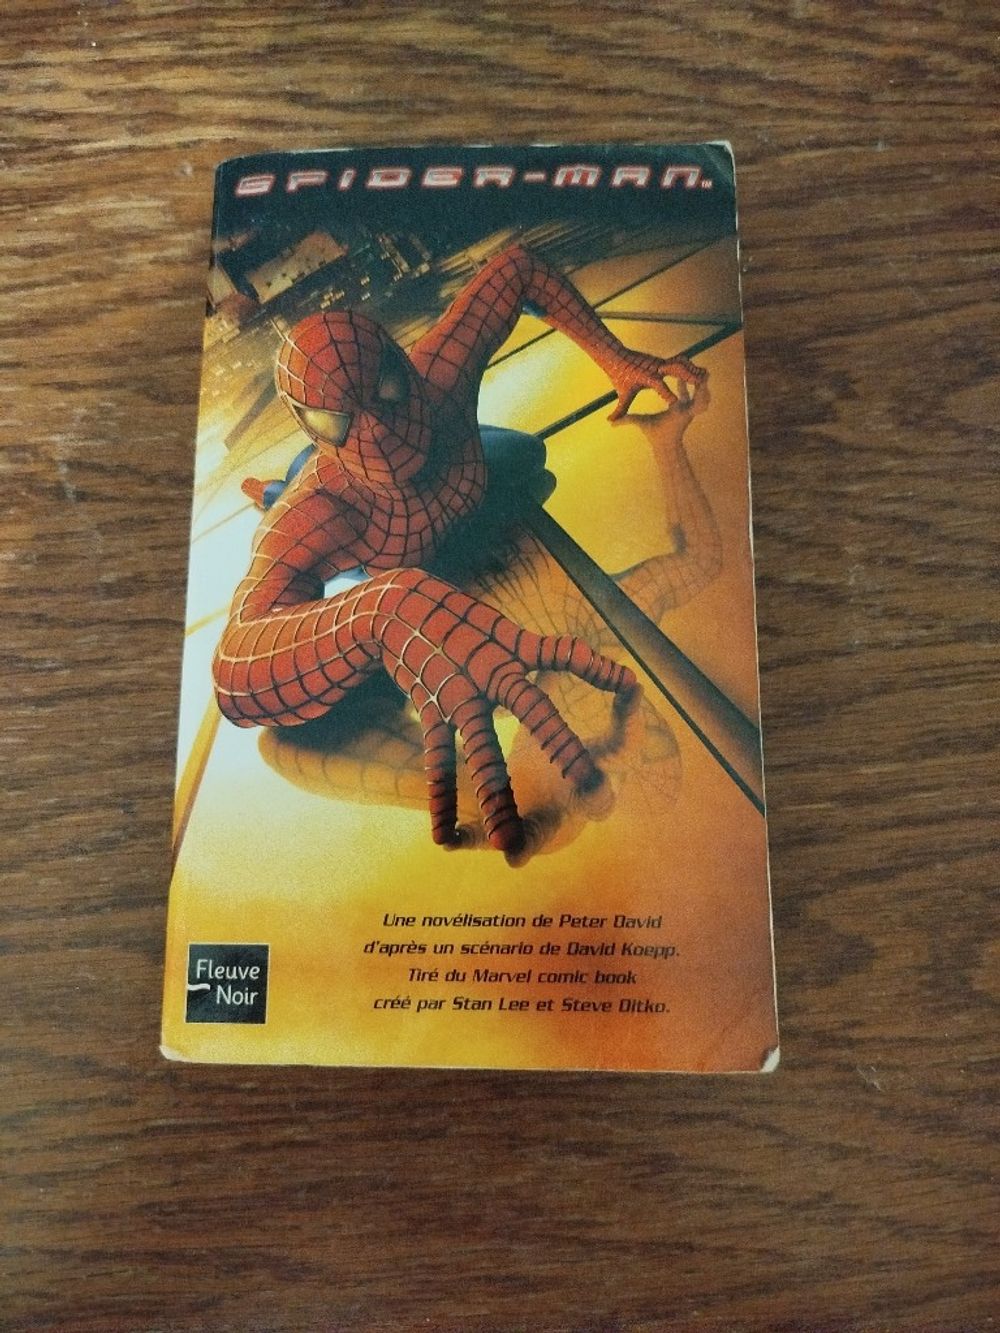 SPIDER-MAN™
Une novélisation de Peter David
d'après un scénario de David Koepp.
Tiré du Marvel comic book
créé par Stan Lee et Steve Ditko.
Fleuve
Noir